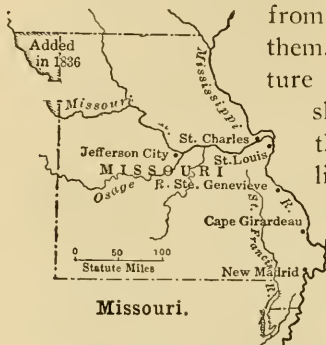 from
them.
ture
sl
th
li
Added
in 1836
Mississippi
Missouri
R.
St. Charles
Jefferson City
St. Louis
MISSOURI
Osage R.
Ste. Genevieve
R.
Cape Girardeau
St. Francis R.
New Madrid
0 50 100
Statute Miles
Missouri.